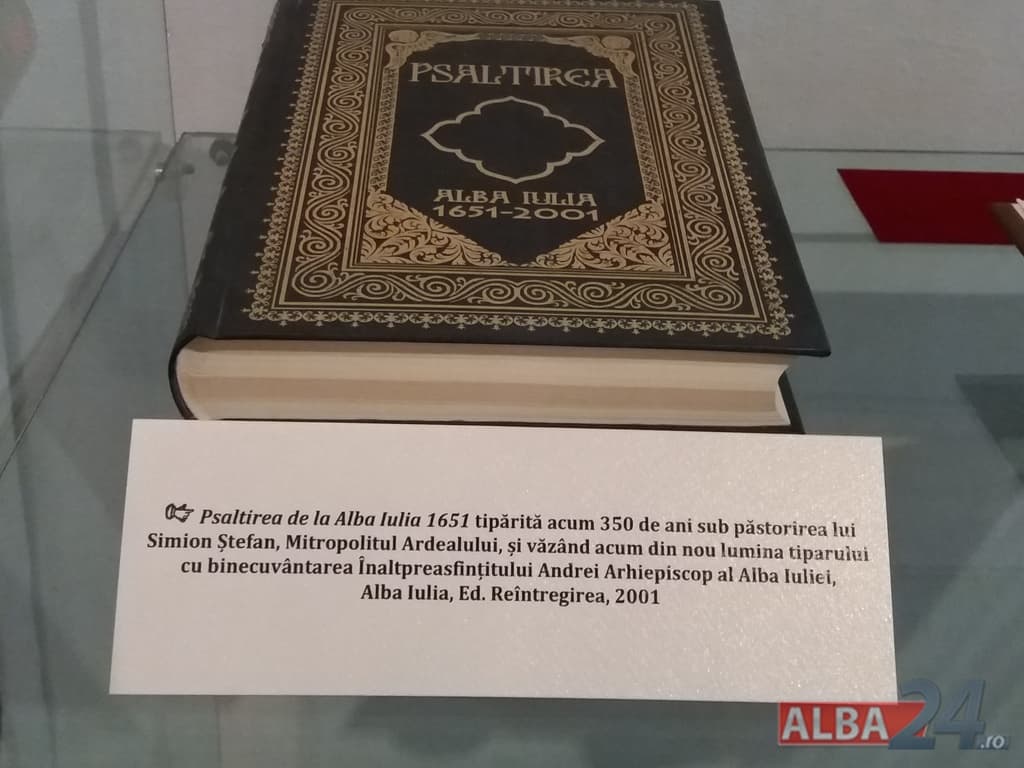 PSALTIREA
ALBA IULIA
1651-2001
Psaltirea de la Alba Iulia 1651 tipărită acum 350 de ani sub păstorirea lui
Simion Ștefan, Mitropolitul Ardealului, și văzând acum din nou lumina tiparului
cu binecuvântarea Înaltpreasfințitului Andrei Arhiepiscop al Alba Iuliei,
Alba Iulia, Ed. Reîntregirea, 2001
ALBA24.ro